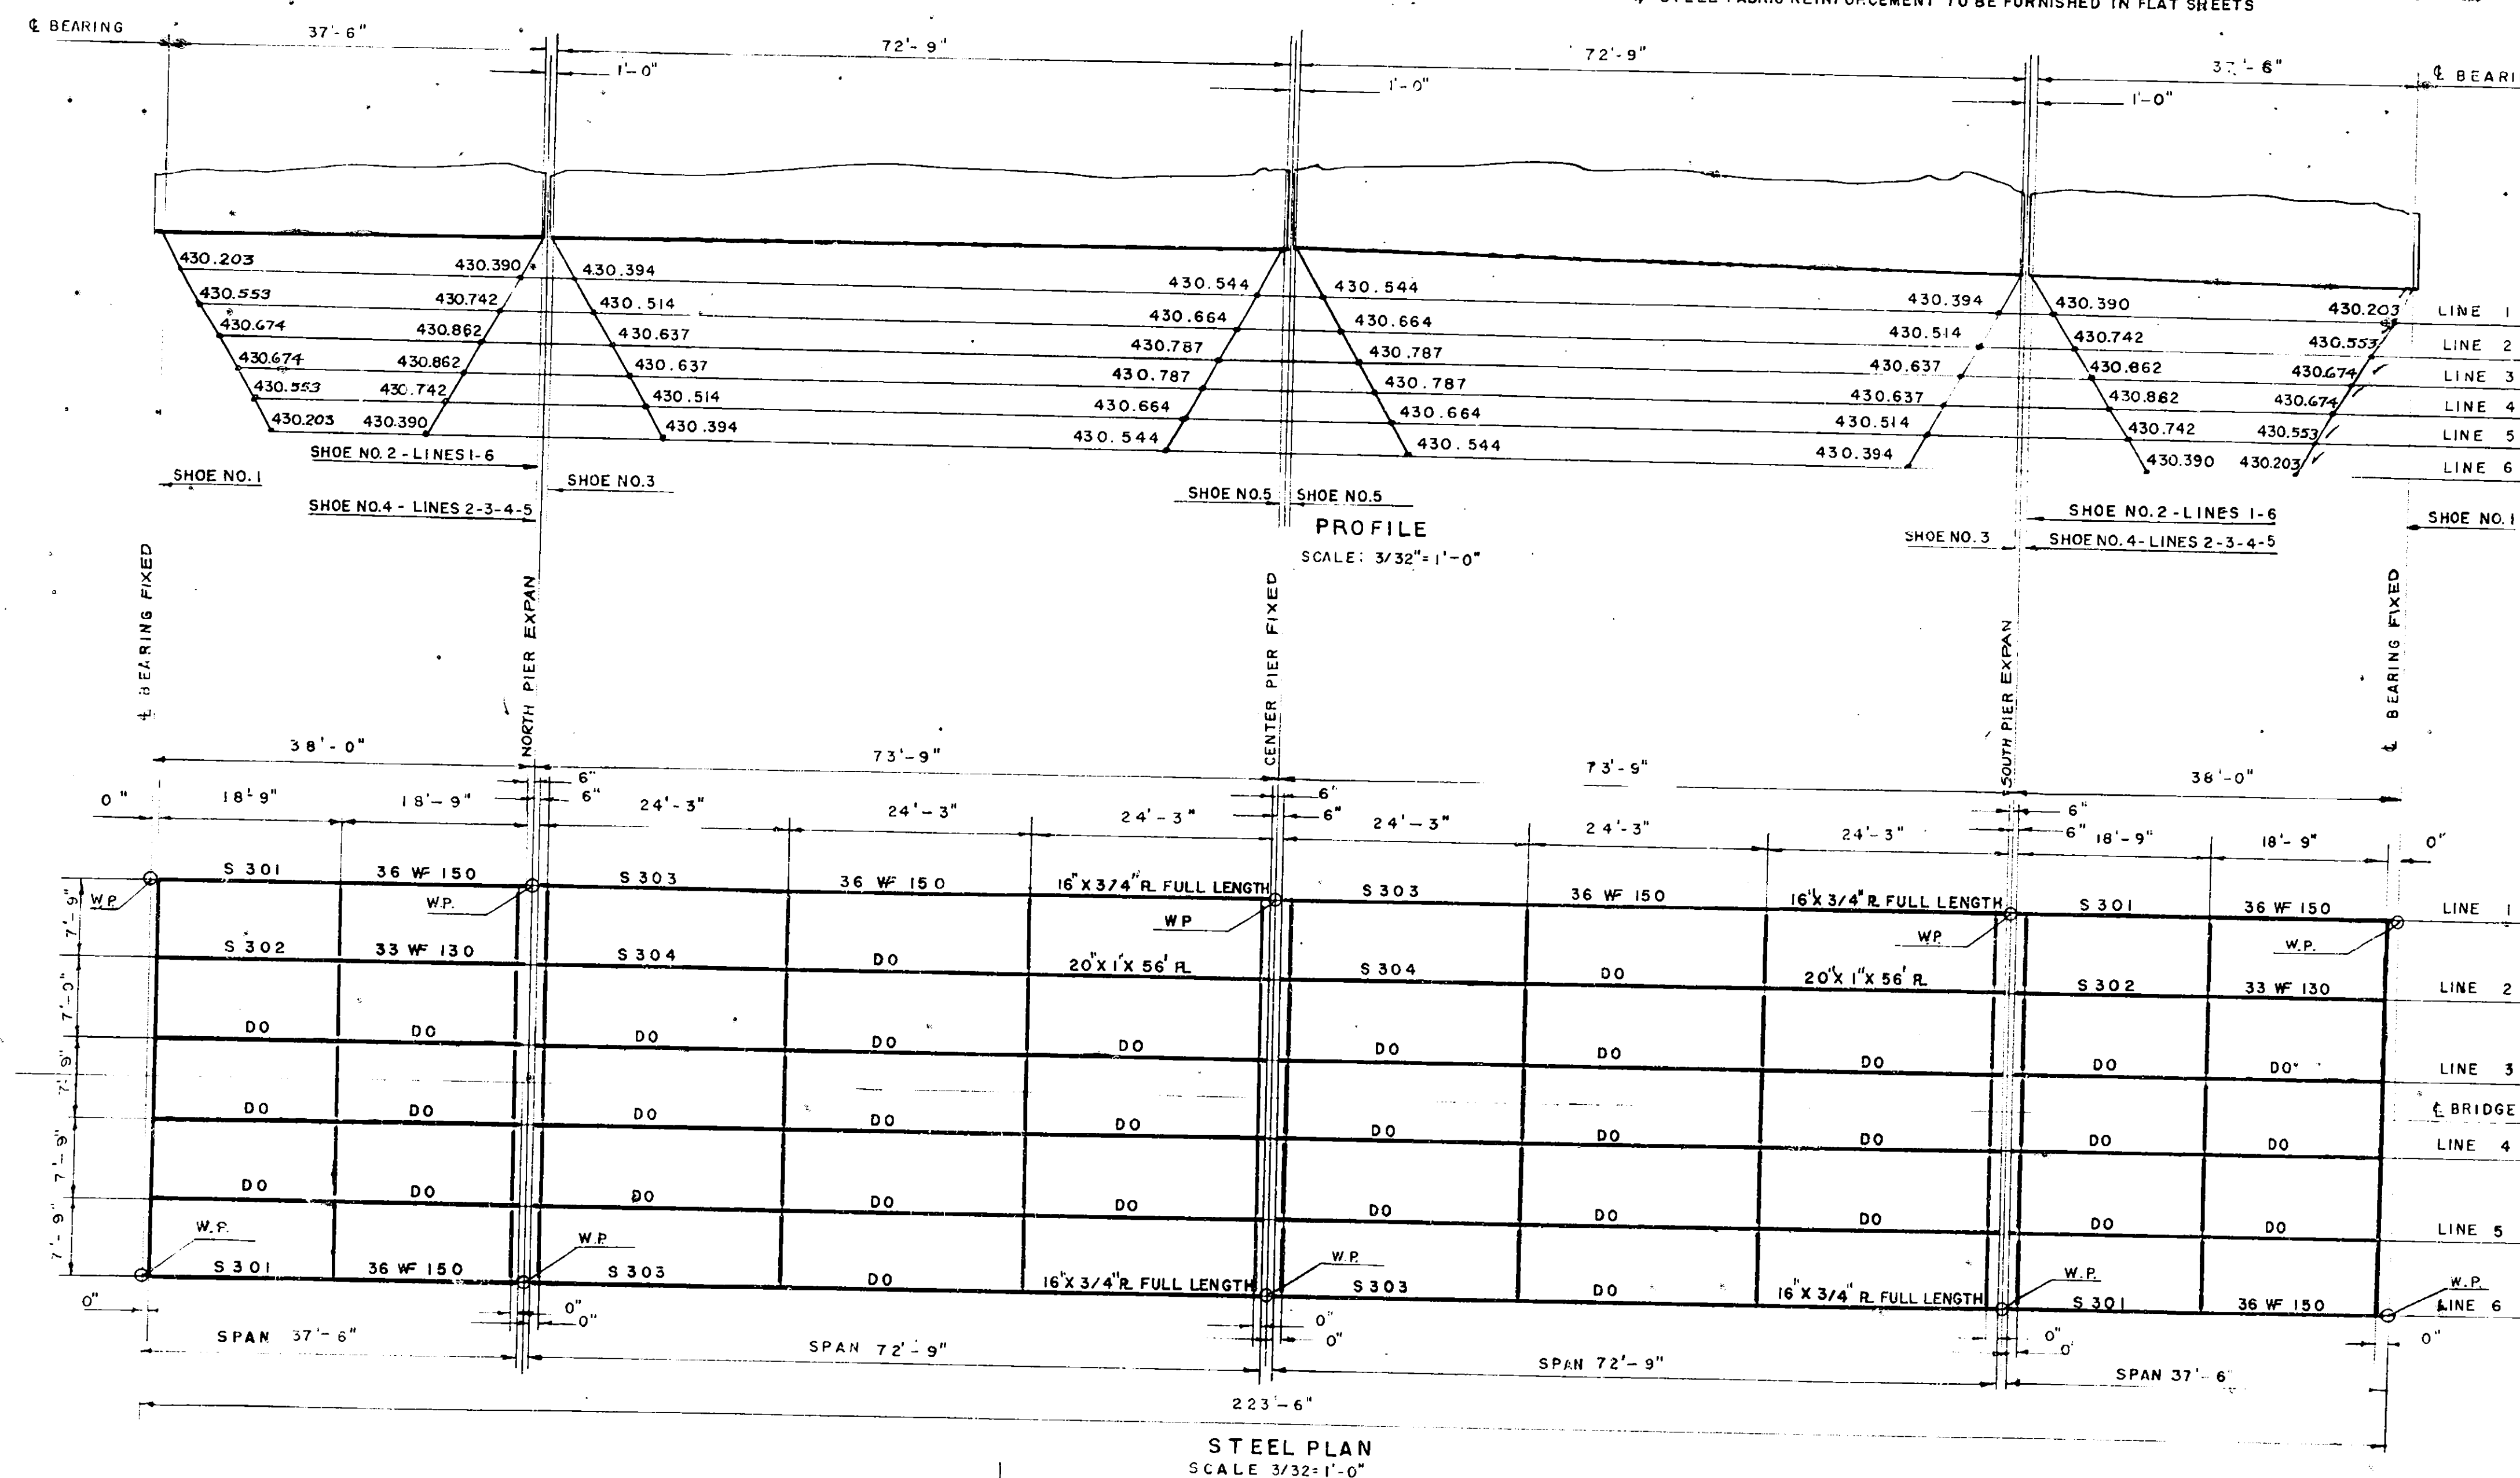 STEEL FABRIC REINFORCEMENT TO BE FURNISHED IN FLAT SHEETS
℄ BEARING 37'-6" 72'-9" 72'-9" 37'-6" ℄ BEARI
1'-0" 1'-0" 1'-0"
430.203 430.390 430.394 430.544 430.544 430.394 430.390 430.203 LINE 1
430.553 430.742 430.514 430.664 430.664 430.514 430.742 430.553 LINE 2
430.674 430.862 430.637 430.787 430.787 430.637 430.862 430.674 LINE 3
430.674 430.862 430.637 430.787 430.787 430.637 430.862 430.674 LINE 4
430.553 430.742 430.514 430.664 430.664 430.514 430.742 430.553 LINE 5
430.203 430.390 430.394 430.544 430.544 430.394 430.390 430.203 LINE 6
SHOE NO. 2 - LINES 1-6
SHOE NO. 1 SHOE NO. 3 SHOE NO.5 SHOE NO.5
SHOE NO.4 - LINES 2-3-4-5
SHOE NO. 2 - LINES 1-6 SHOE NO. 1
SHOE NO. 3 SHOE NO. 4 - LINES 2-3-4-5
PROFILE
SCALE: 3/32" = 1'-0"
℄ BEARING FIXED
NORTH PIER EXPAN
CENTER PIER FIXED
SOUTH PIER EXPAN
℄ BEARING FIXED
38'-0" 73'-9" 73'-9" 38'-0"
6" 6" 6"
0" 18'-9" 18'-9" 6" 24'-3" 24'-3" 24'-3" 6" 24'-3" 24'-3" 24'-3" 6" 18'-9" 18'-9" 0"
S 301 36 WF 150 S 303 36 WF 150 16" X 3/4" PL FULL LENGTH S 303 36 WF 150 16" X 3/4" PL FULL LENGTH S 301 36 WF 150 LINE 1
W.P. W.P. W.P. W.P. W.P.
7'-9"
S 302 33 WF 130 S 304 DO 20" X 1" X 56' PL S 304 DO 20" X 1" X 56' PL S 302 33 WF 130 LINE 2
7'-9"
DO DO DO DO DO DO DO DO DO DO LINE 3
7'-9"
℄ BRIDGE
DO DO DO DO DO DO DO DO DO DO LINE 4
7'-9"
DO DO DO DO DO DO DO DO DO DO LINE 5
7'-9"
W.P. W.P. W.P. W.P. W.P.
S 301 36 WF 150 S 303 DO 16" X 3/4" PL FULL LENGTH S 303 DO 16" X 3/4" PL FULL LENGTH S 301 36 WF 150 LINE 6
0" 0" 0" 0" 0"
0" 0" 0"
SPAN 37'-6" SPAN 72'-9" SPAN 72'-9" SPAN 37'-6"
223'-6"
STEEL PLAN
SCALE 3/32 = 1'-0"